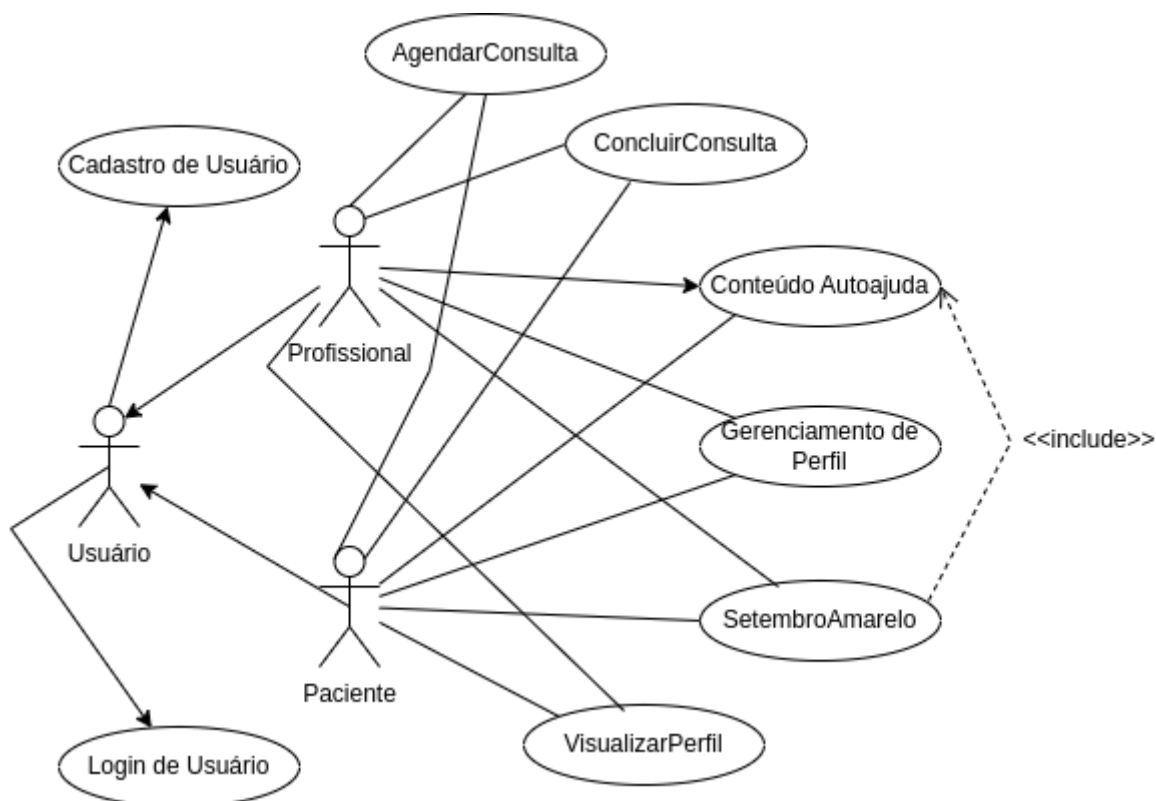 AgendarConsulta
ConcluirConsulta
Cadastro de Usuário
Conteúdo Autoajuda
Profissional
Gerenciamento de
Perfil
<<include>>
Usuário
SetembroAmarelo
Paciente
VisualizarPerfil
Login de Usuário